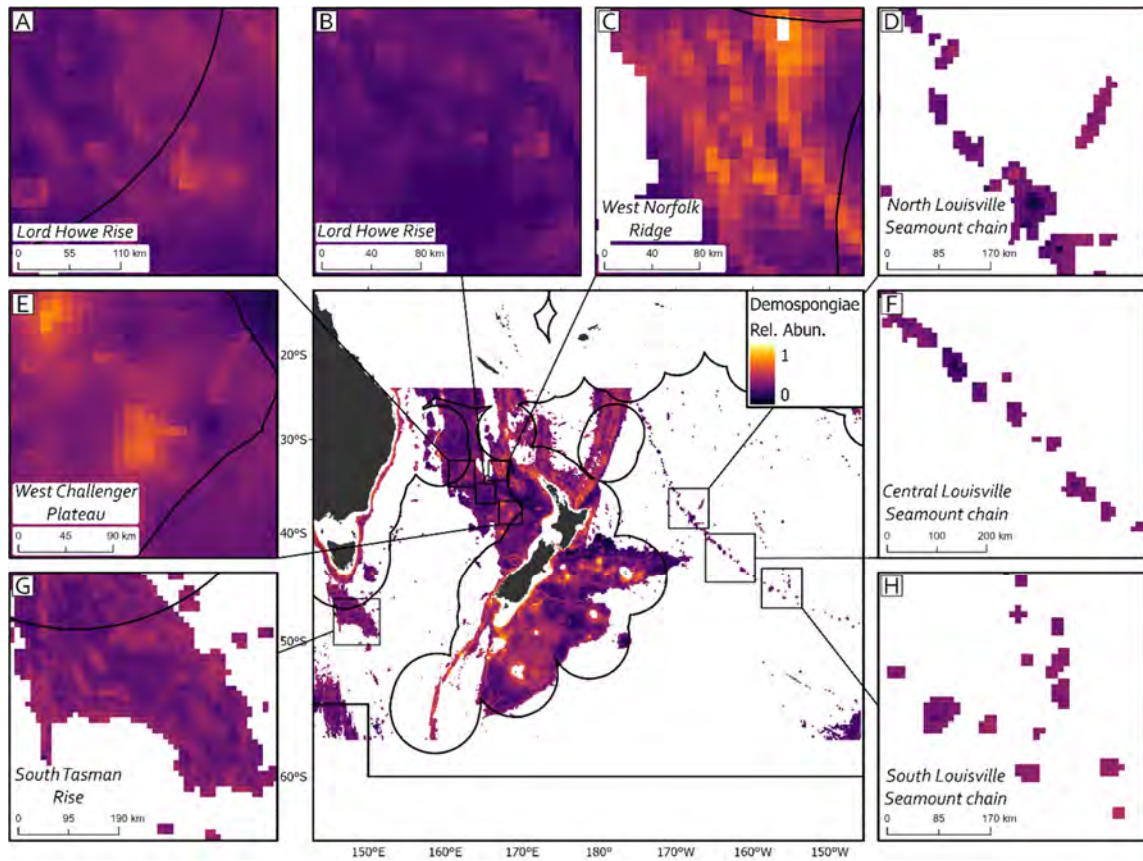 A
Lord Howe Rise
0 55 110 km
B
Lord Howe Rise
0 40 80 km
C
West Norfolk
Ridge
0 40 80 km
D
North Louisville
Seamount chain
0 85 170 km
E
West Challenger
Plateau
0 45 90 km
Demospongiae
Rel. Abun.
1
0
20°S
30°S
40°S
50°S
60°S
150°E 160°E 170°E 180° 170°W 160°W 150°W
F
Central Louisville
Seamount chain
0 100 200 km
G
South Tasman
Rise
0 95 190 km
H
South Louisville
Seamount chain
0 85 170 km